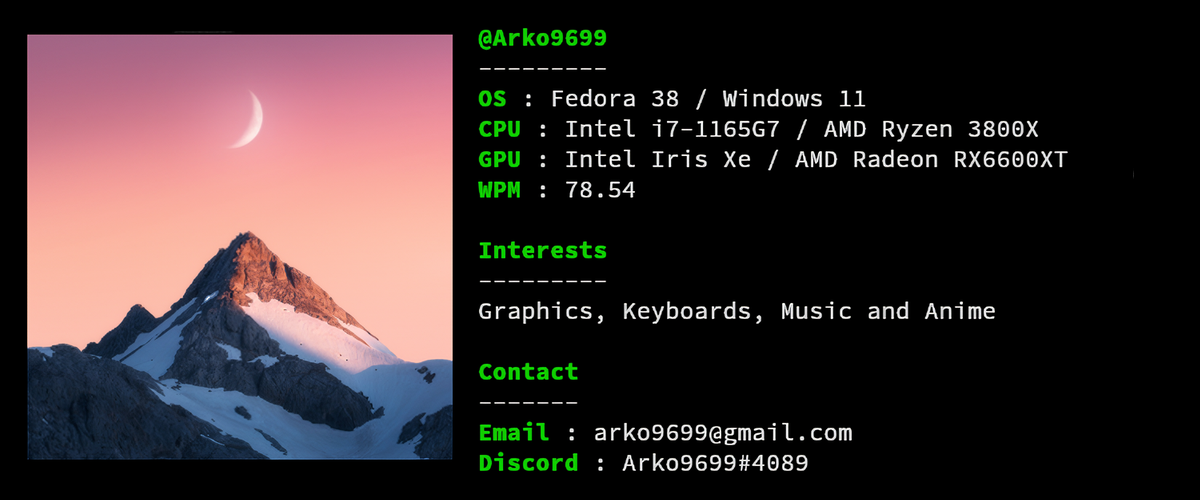 @Arko9699
---------
OS : Fedora 38 / Windows 11
CPU : Intel i7-1165G7 / AMD Ryzen 3800X
GPU : Intel Iris Xe / AMD Radeon RX6600XT
WPM : 78.54
Interests
---------
Graphics, Keyboards, Music and Anime
Contact
-------
Email : arko9699@gmail.com
Discord : Arko9699#4089